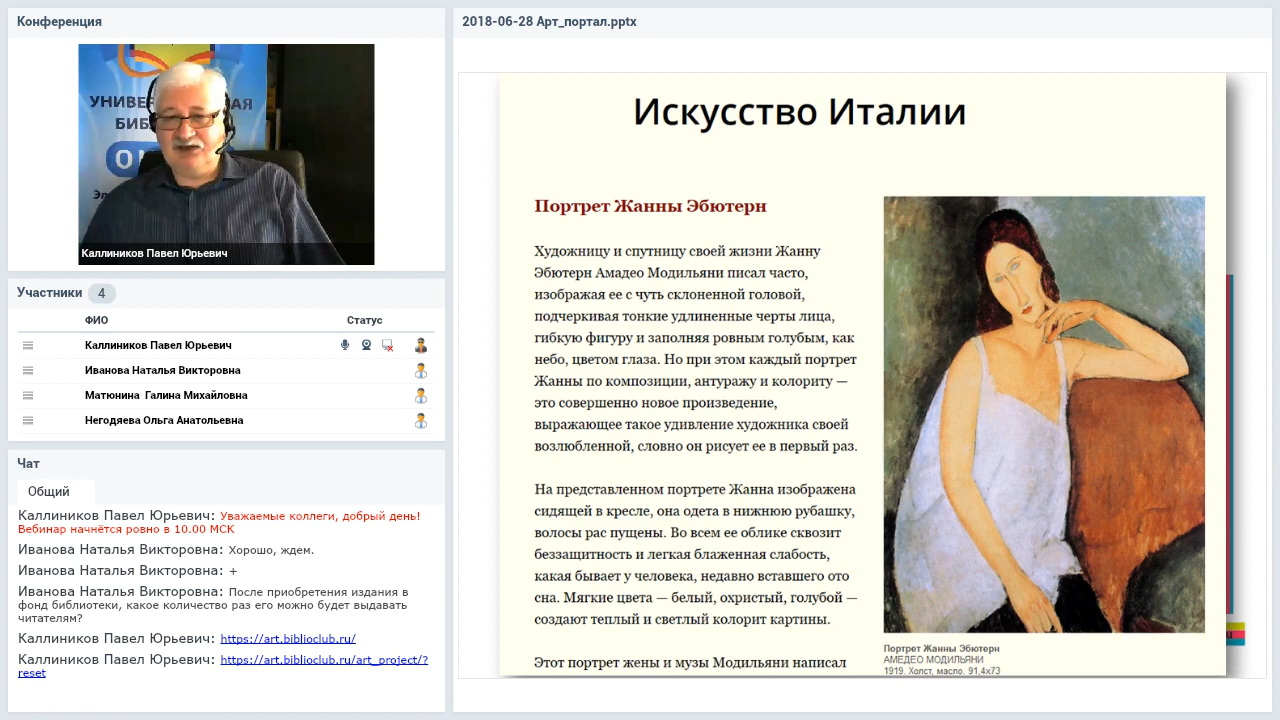 Конференция
УНИВЕР
АЯ
БИБ
Каллиников Павел Юрьевич
Участники 4
ФИО Статус
Каллиников Павел Юрьевич
Иванова Наталья Викторовна
Матюнина Галина Михайловна
Негодяева Ольга Анатольевна
Чат
Общий
Каллиников Павел Юрьевич: Уважаемые коллеги, добрый день!
Вебинар начнётся ровно в 10.00 МСК
Иванова Наталья Викторовна: Хорошо, ждем.
Иванова Наталья Викторовна: +
Иванова Наталья Викторовна: После приобретения издания в
фонд библиотеки, какое количество раз его можно будет выдавать
читателям?
Каллиников Павел Юрьевич: https://art.biblioclub.ru/
Каллиников Павел Юрьевич: https://art.biblioclub.ru/art_project/?
reset
2018-06-28 Арт_портал.pptx
Искусство Италии
Портрет Жанны Эбютерн
Художницу и спутницу своей жизни Жанну
Эбютерн Амадео Модильяни писал часто,
изображая ее с чуть склоненной головой,
подчеркивая тонкие удлиненные черты лица,
гибкую фигуру и заполняя ровным голубым, как
небо, цветом глаза. Но при этом каждый портрет
Жанны по композиции, антуражу и колориту —
это совершенно новое произведение,
выражающее такое удивление художника своей
возлюбленной, словно он рисует ее в первый раз.
На представленном портрете Жанна изображена
сидящей в кресле, она одета в нижнюю рубашку,
волосы рас пущены. Во всем ее облике сквозит
беззащитность и легкая блаженная слабость,
какая бывает у человека, недавно вставшего ото
сна. Мягкие цвета — белый, охристый, голубой —
создают теплый и светлый колорит картины.
Этот портрет жены и музы Модильяни написал
Портрет Жанны Эбютерн
АМЕДЕО МОДИЛЬЯНИ
1919. Холст, масло. 91,4x73